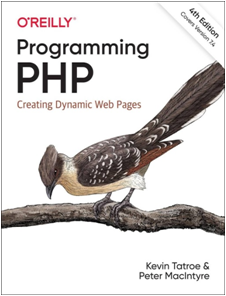 O'REILLY®
4th Edition
Covers Version 7.4
Programming
PHP
Creating Dynamic Web Pages
Kevin Tatroe &
Peter MacIntyre